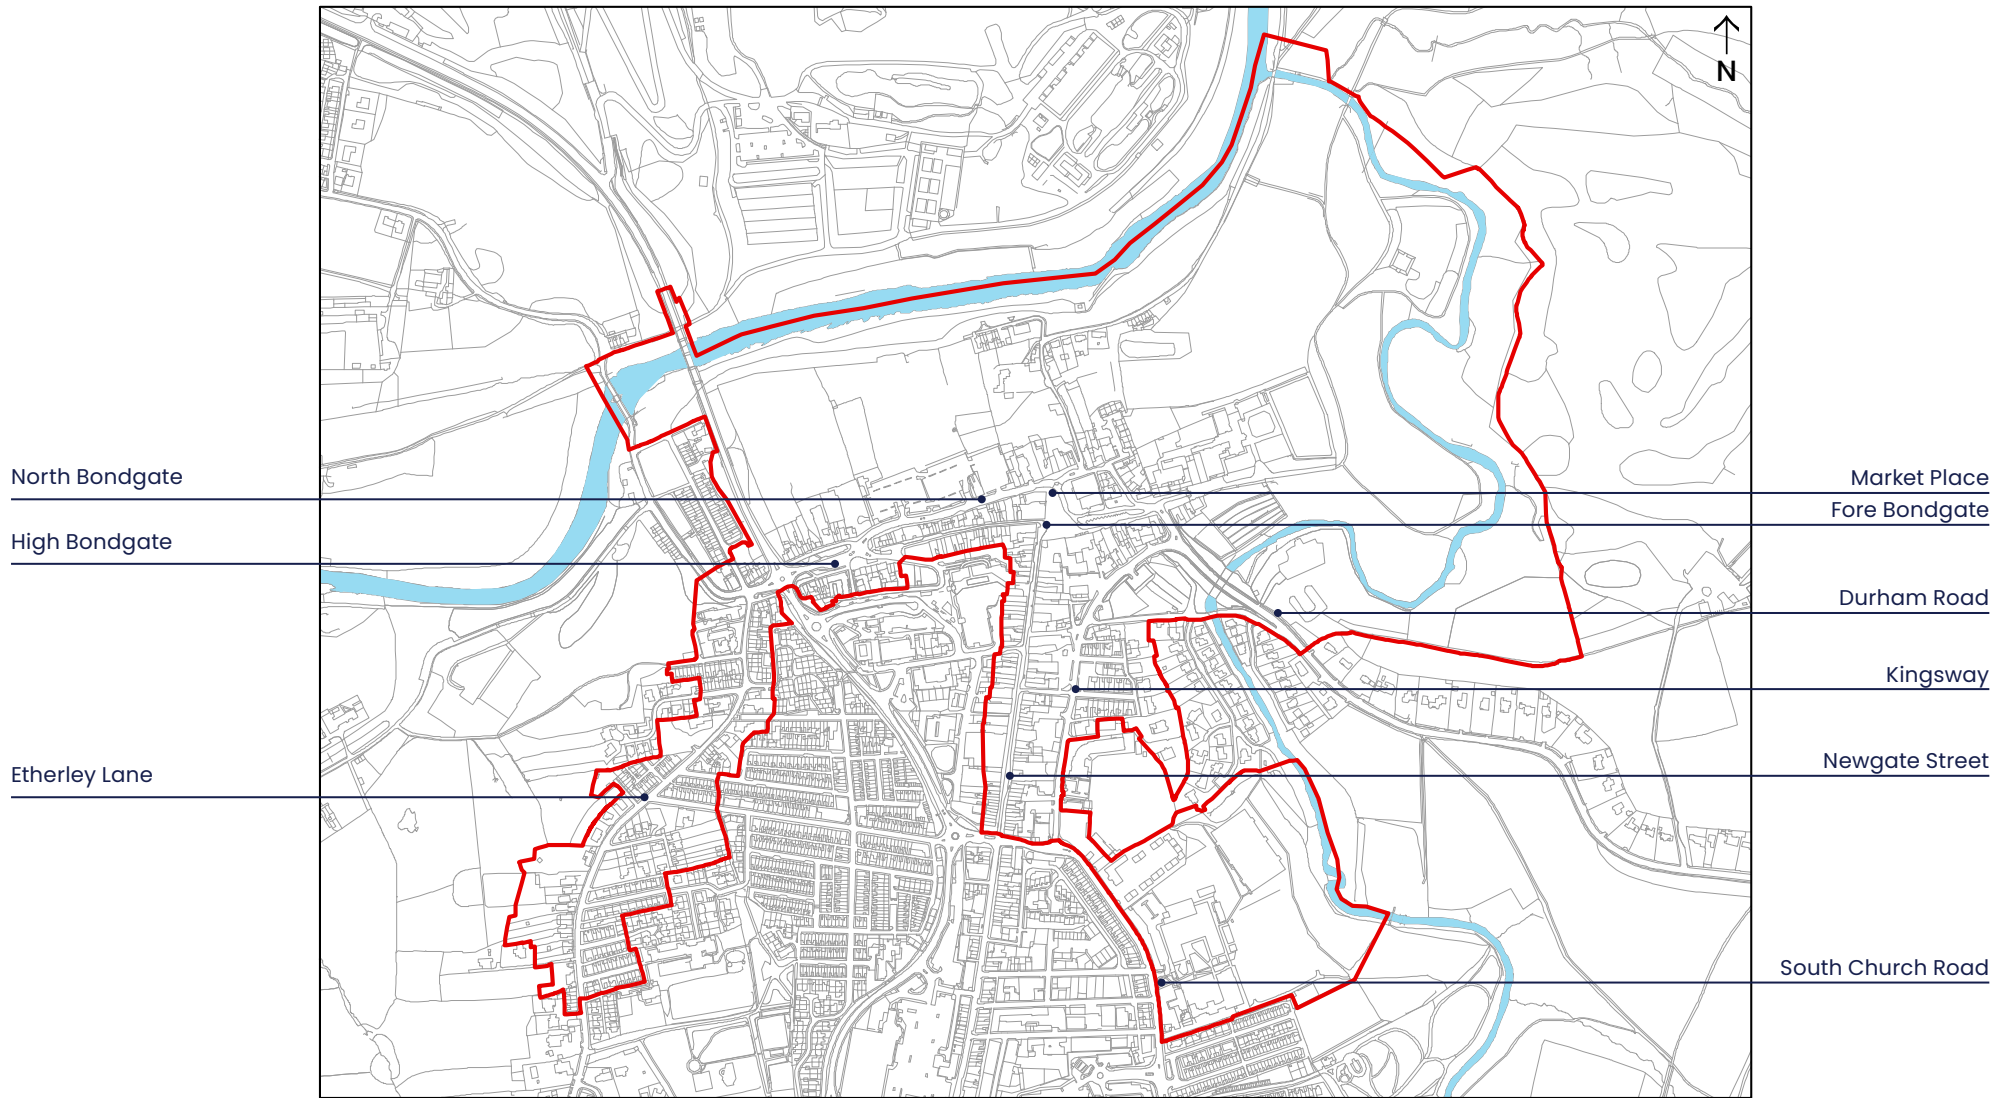 N
North Bondgate
High Bondgate
Etherley Lane
Market Place
Fore Bondgate
Durham Road
Kingsway
Newgate Street
South Church Road